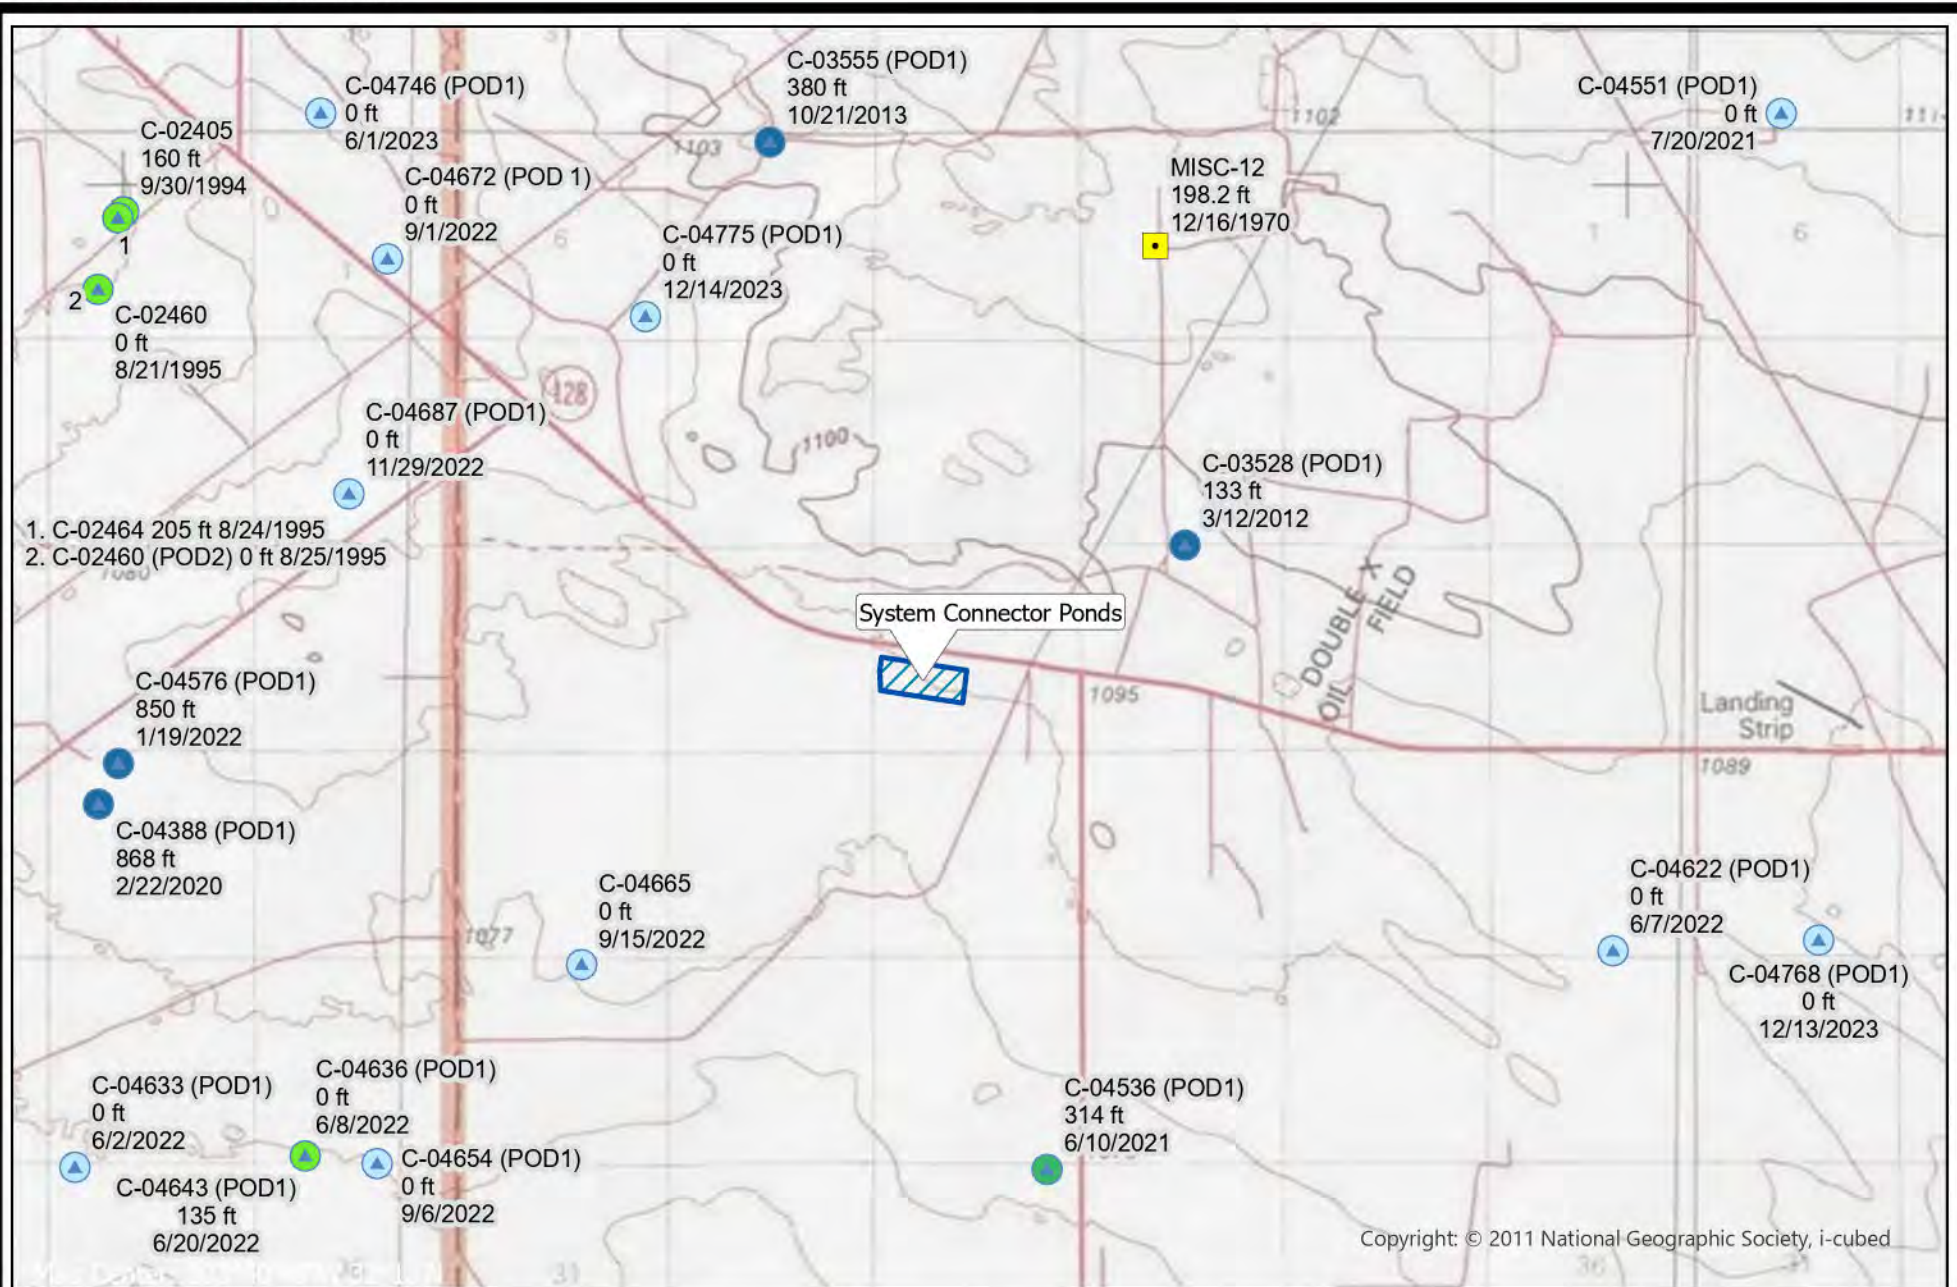 C-04746 (POD1)
0 ft
6/1/2023
C-03555 (POD1)
380 ft
10/21/2013
C-04551 (POD1)
0 ft
7/20/2021
1102
1103
C-02405
160 ft
9/30/1994
1
C-04672 (POD 1)
0 ft
9/1/2022
6
C-04775 (POD1)
0 ft
12/14/2023
MISC-12
198.2 ft
12/16/1970
1
6
2
C-02460
0 ft
8/21/1995
1
128
C-04687 (POD1)
0 ft
11/29/2022
1100
C-03528 (POD1)
133 ft
3/12/2012
1. C-02464 205 ft 8/24/1995
2. C-02460 (POD2) 0 ft 8/25/1995
1080
System Connector Ponds
DOUBLE X
OIL FIELD
1095
Landing
Strip
1089
C-04576 (POD1)
850 ft
1/19/2022
C-04388 (POD1)
868 ft
2/22/2020
C-04665
0 ft
9/15/2022
1077
C-04622 (POD1)
0 ft
6/7/2022
C-04768 (POD1)
0 ft
12/13/2023
C-04633 (POD1)
0 ft
6/2/2022
C-04636 (POD1)
0 ft
6/8/2022
C-04643 (POD1)
135 ft
6/20/2022
C-04654 (POD1)
0 ft
9/6/2022
C-04536 (POD1)
314 ft
6/10/2021
Copyright: © 2011 National Geographic Society, i-cubed
31
36
31